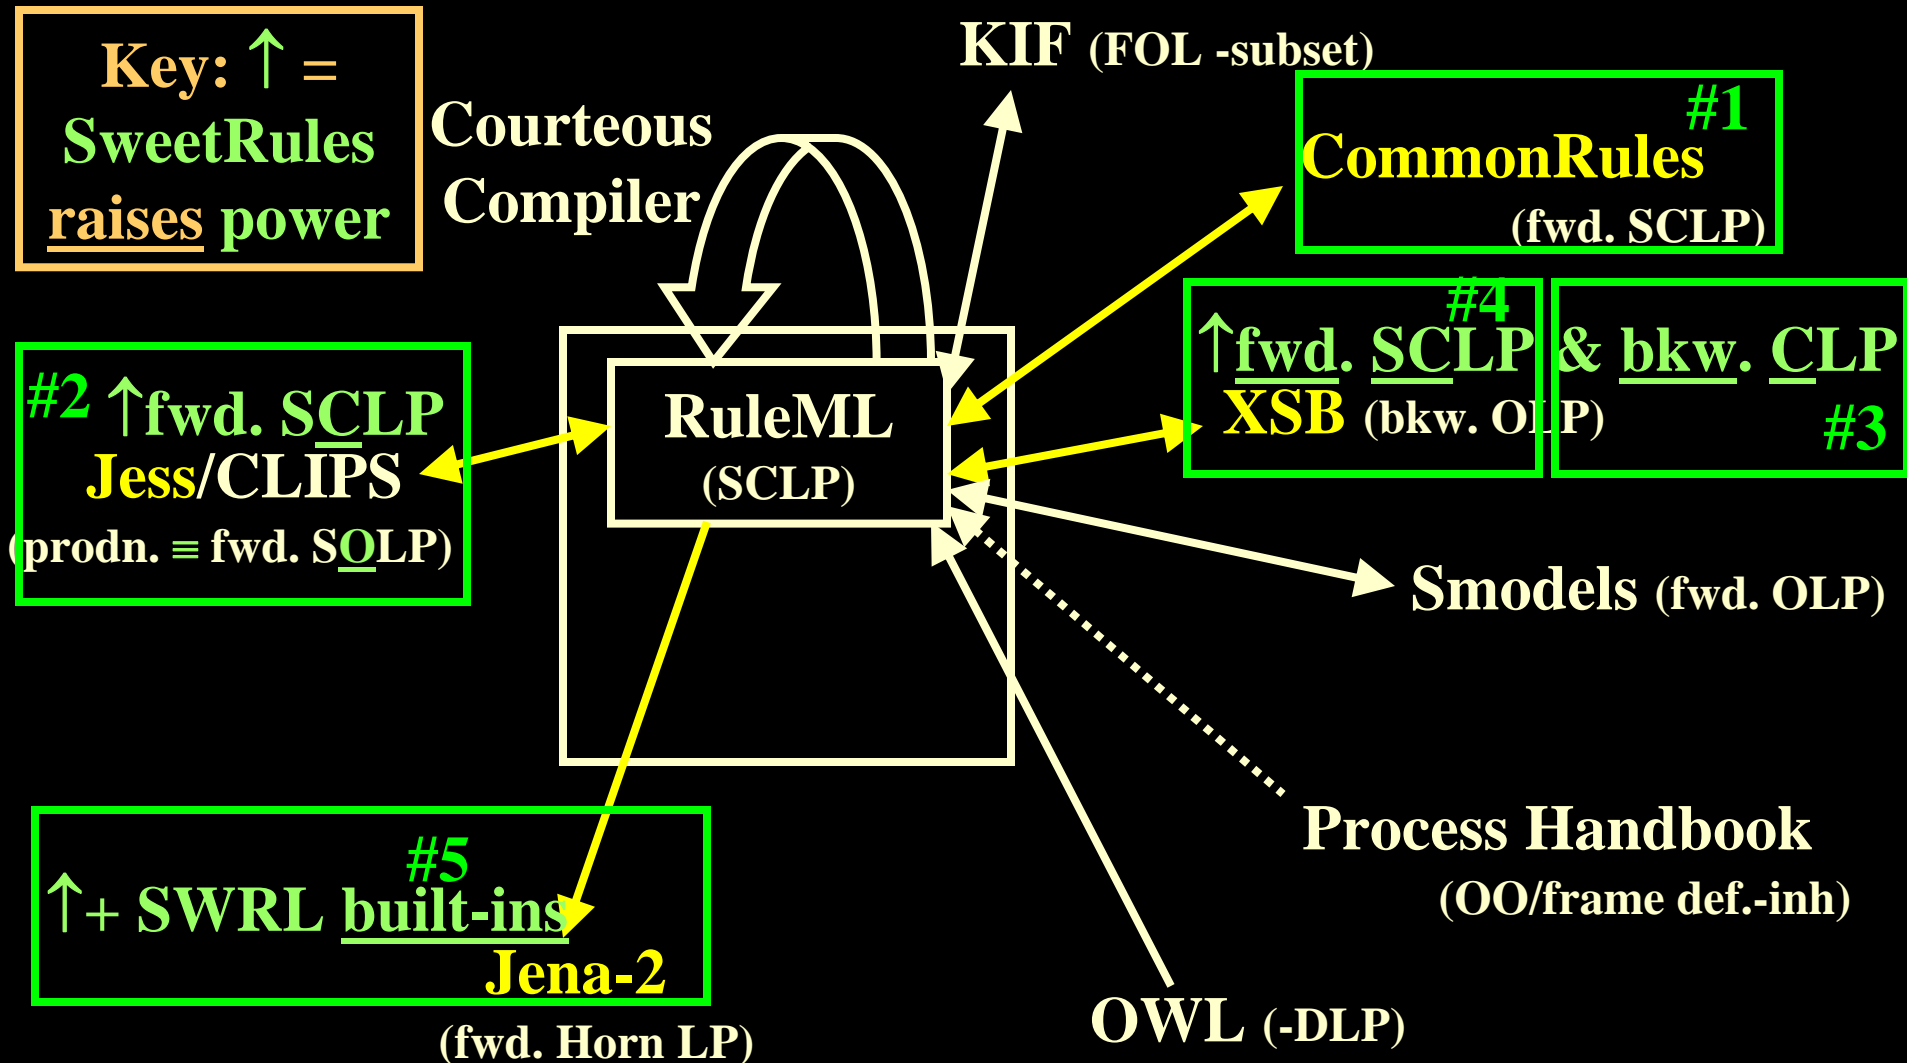 Key: ↑ =
SweetRules
raises power
Courteous
Compiler
KIF (FOL -subset)
#1
CommonRules
(fwd. SCLP)
#4
↑fwd. SCLP & bkw. CLP
XSB (bkw. OLP)
#3
#2 ↑fwd. SCLP
Jess/CLIPS
(prodn. ≡ fwd. SOLP)
RuleML
(SCLP)
Smodels (fwd. OLP)
Process Handbook
(OO/frame def.-inh)
#5
↑+ SWRL built-ins
Jena-2
(fwd. Horn LP)
OWL (-DLP)